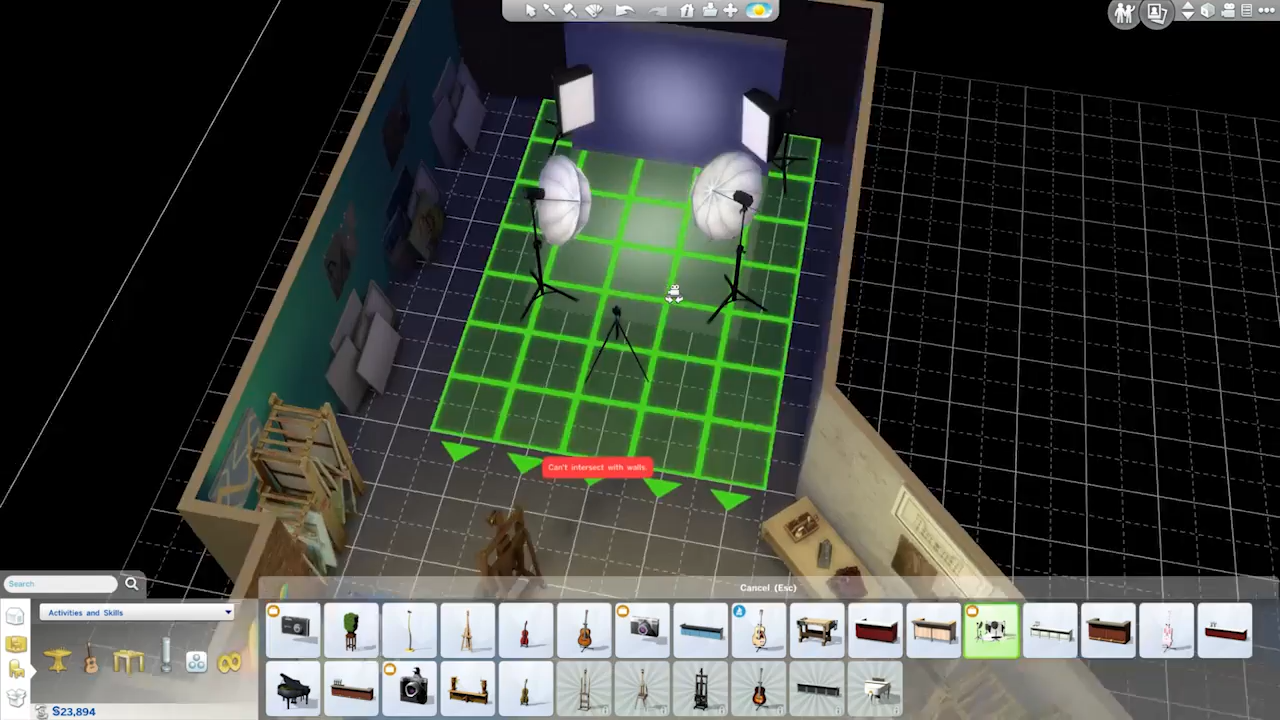 Can't intersect with walls.
Search
Cancel (Esc)
Activities and Skills
§23,894